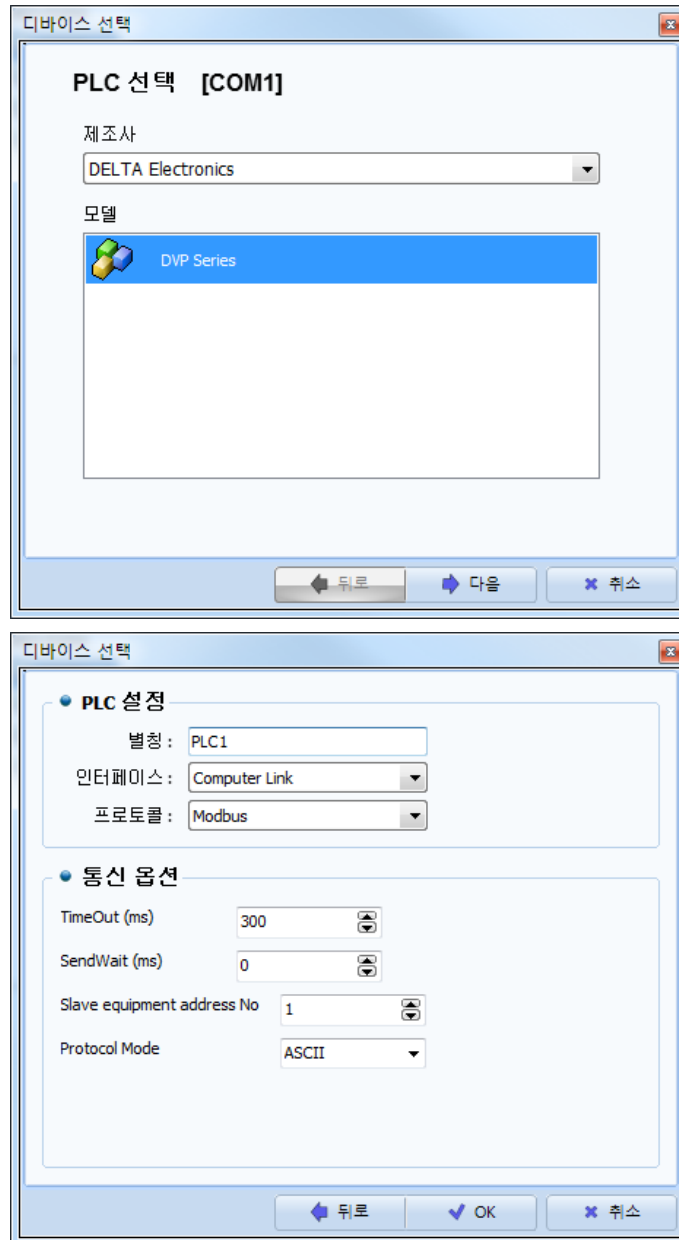 디바이스 선택
PLC 선택 [COM1]
제조사
DELTA Electronics
모델
DVP Series
뒤로 다음 취소
디바이스 선택
PLC 설정
별칭 : PLC1
인터페이스 : Computer Link
프로토콜 : Modbus
통신 옵션
TimeOut (ms) 300
SendWait (ms) 0
Slave equipment address No 1
Protocol Mode ASCII
뒤로 OK 취소